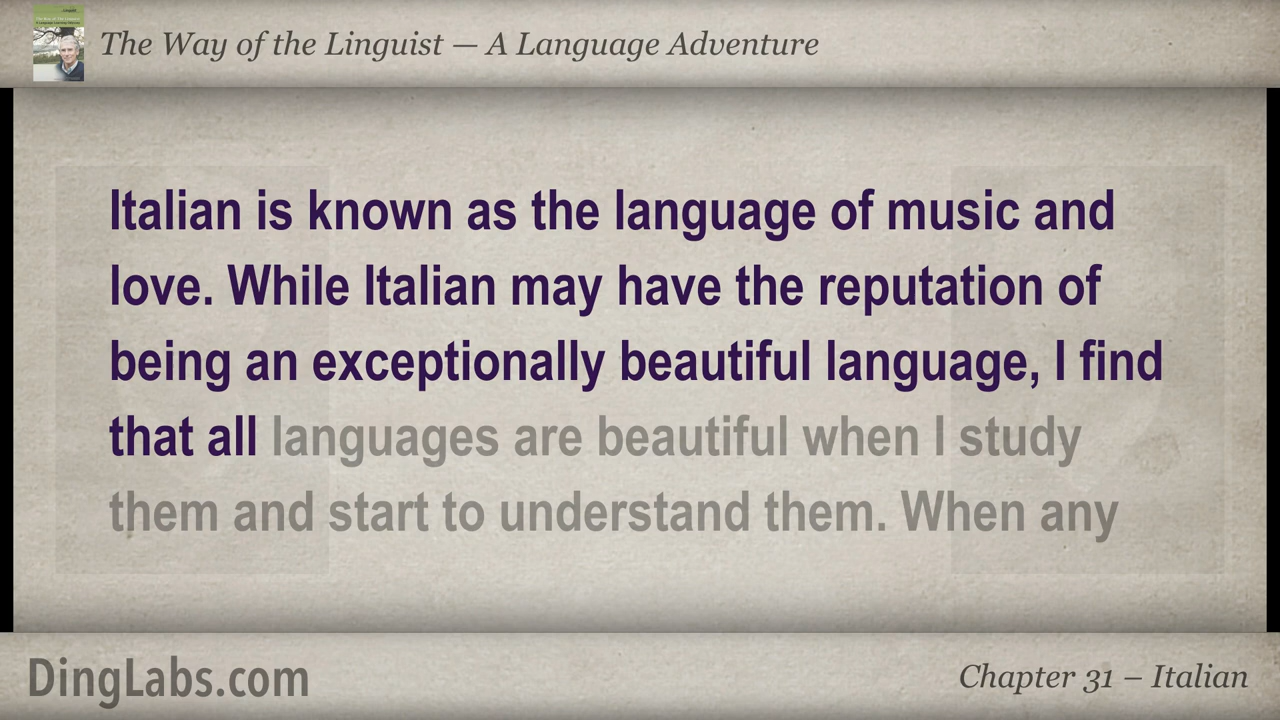 The Way of the Linguist — A Language Adventure
Italian is known as the language of music and
love. While Italian may have the reputation of
being an exceptionally beautiful language, I find
that all languages are beautiful when I study
them and start to understand them. When any
DingLabs.com
Chapter 31 – Italian